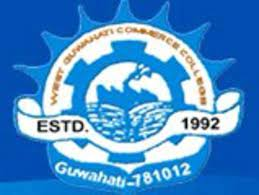 WEST GUWAHATI COMMERCE COLLEGE
ESTD. 1992
Guwahati-781012